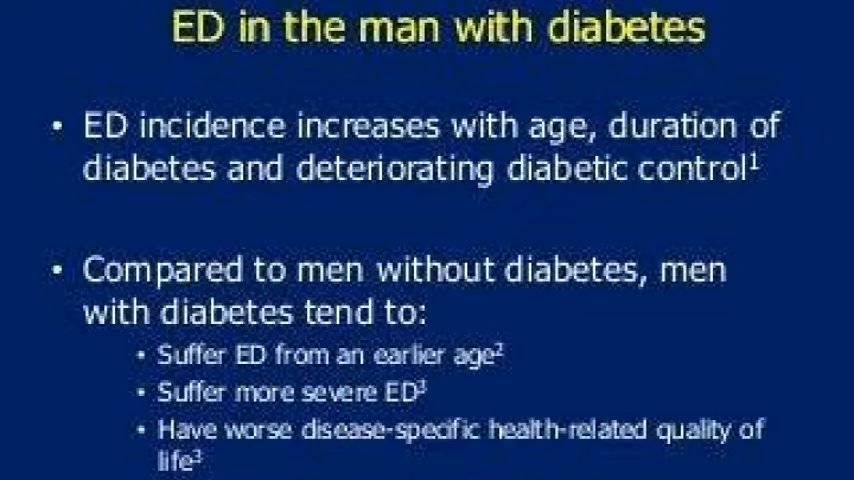 ED in the man with diabetes
• ED incidence increases with age, duration of
diabetes and deteriorating diabetic control¹
• Compared to men without diabetes, men
with diabetes tend to:
• Suffer ED from an earlier age²
• Suffer more severe ED³
• Have worse disease-specific health-related quality of
life³